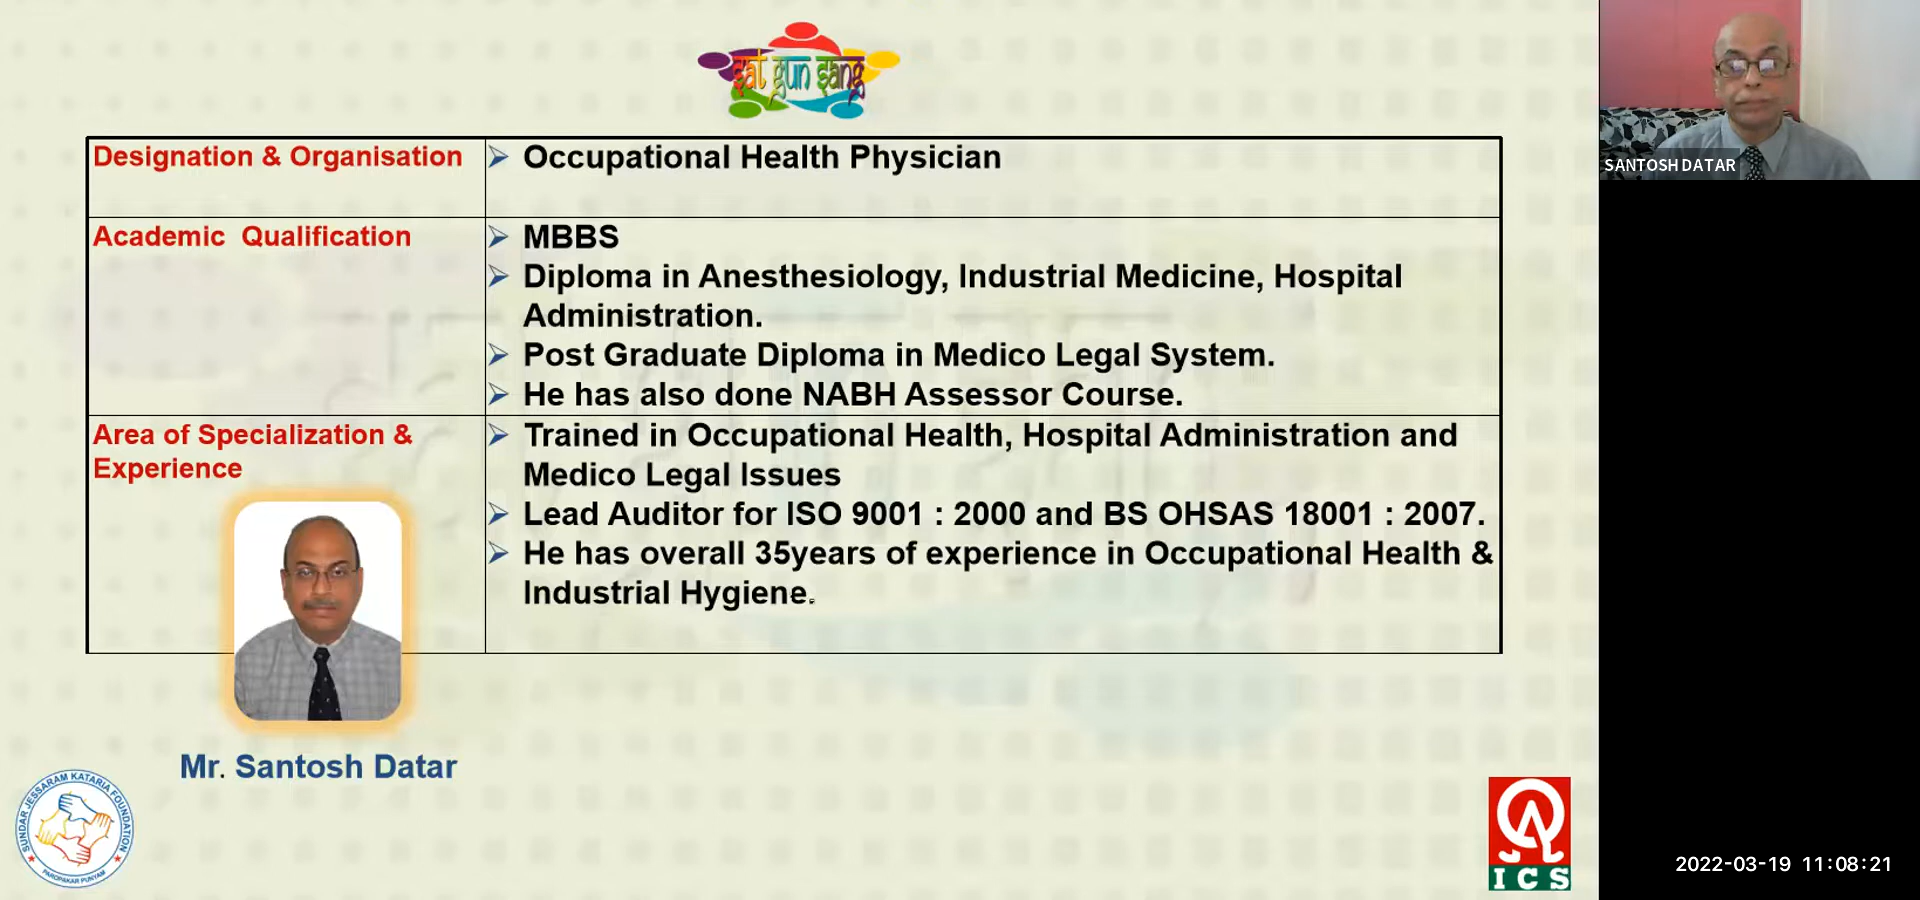 sat gun sang
Designation & Organisation
Occupational Health Physician
Academic Qualification
MBBS
Diploma in Anesthesiology, Industrial Medicine, Hospital
Administration.
Post Graduate Diploma in Medico Legal System.
He has also done NABH Assessor Course.
Area of Specialization &
Experience
Trained in Occupational Health, Hospital Administration and
Medico Legal Issues
Lead Auditor for ISO 9001 : 2000 and BS OHSAS 18001 : 2007.
He has overall 35years of experience in Occupational Health &
Industrial Hygiene.
Mr. Santosh Datar
SUNDAR JESSARAM KATARIA FOUNDATION
PAROPAKAR PUNYAM
ICS
SANTOSH DATAR
2022-03-19 11:08:21